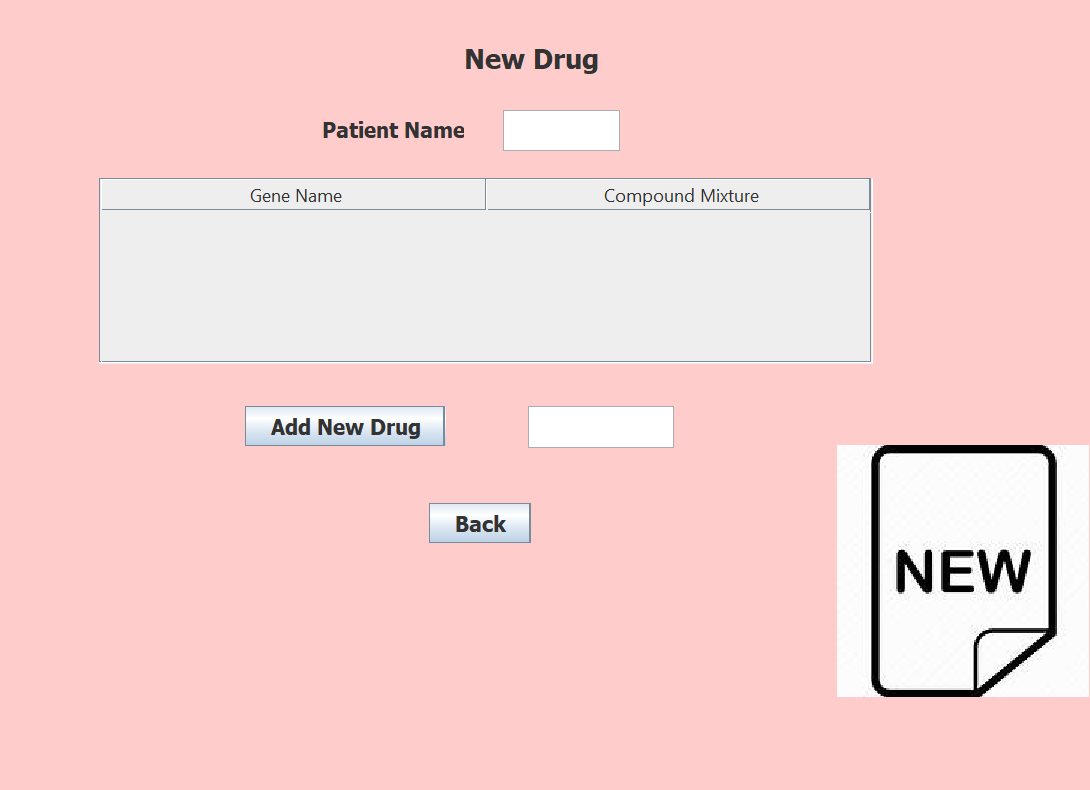 New Drug
Patient Name
Gene Name Compound Mixture
Add New Drug
Back
NEW